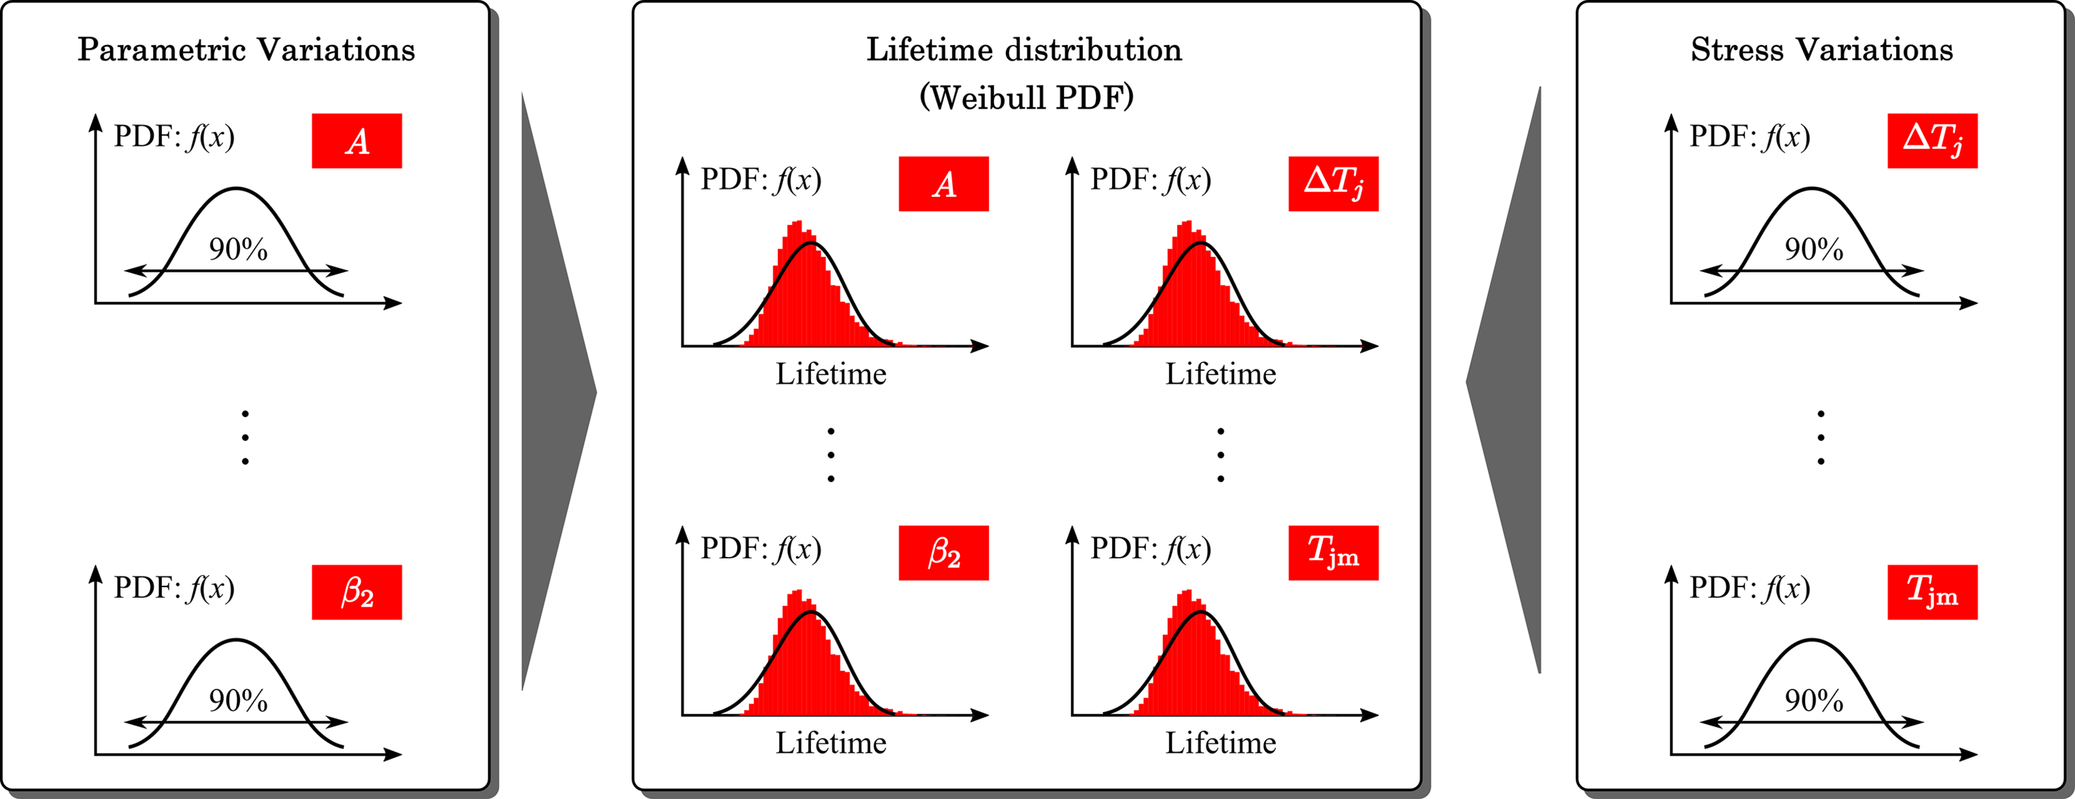 Parametric Variations
PDF: f(x)
A
90%
PDF: f(x)
β₂
90%
Lifetime distribution
(Weibull PDF)
PDF: f(x)
A
Lifetime
PDF: f(x)
ΔTⱼ
Lifetime
PDF: f(x)
β₂
Lifetime
PDF: f(x)
Tjm
Lifetime
Stress Variations
PDF: f(x)
ΔTⱼ
90%
PDF: f(x)
Tjm
90%